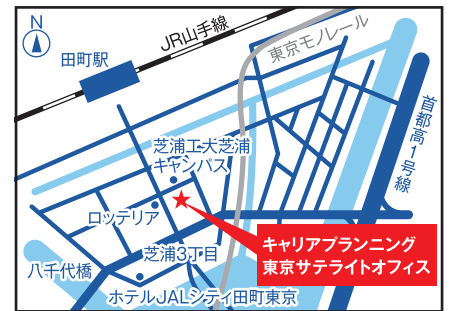 N
JR山手線
東京モノレール
田町駅
首都高1号線
芝浦工大芝浦
キャンパス
ロッテリア
キャリアプランニング
東京サテライトオフィス
芝浦3丁目
八千代橋
ホテルJALシティ田町東京